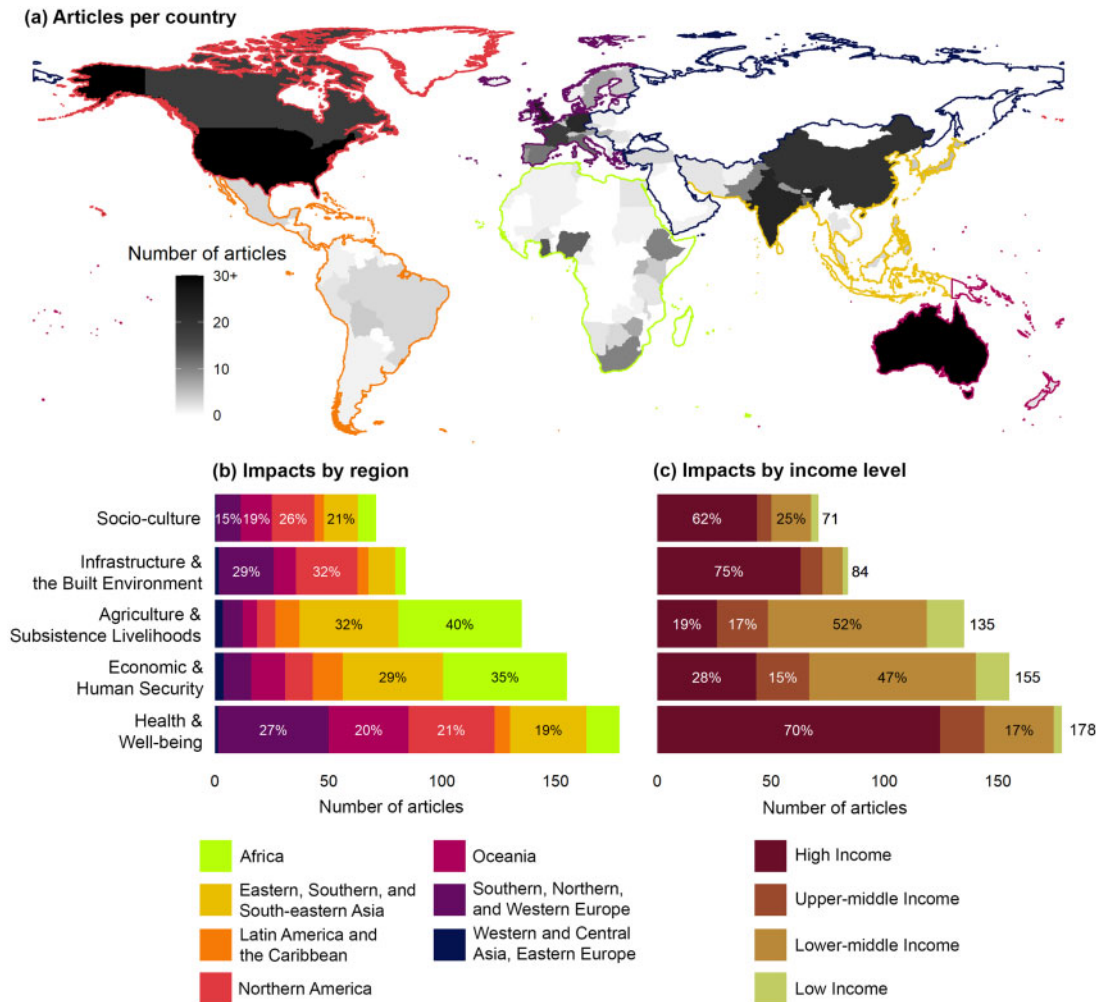 (a) Articles per country
Number of articles
30+
20
10
0
(b) Impacts by region
Socio-culture
15% 19% 26% 21%
Infrastructure &
the Built Environment
29% 32%
Agriculture &
Subsistence Livelihoods
32% 40%
Economic &
Human Security
29% 35%
Health &
Well-being
27% 20% 21% 19%
0 50 100 150
Number of articles
(c) Impacts by income level
62% 25% 71
75% 84
19% 17% 52% 135
28% 15% 47% 155
70% 17% 178
0 50 100 150
Number of articles
Africa
Eastern, Southern, and
South-eastern Asia
Latin America and
the Caribbean
Northern America
Oceania
Southern, Northern,
and Western Europe
Western and Central
Asia, Eastern Europe
High Income
Upper-middle Income
Lower-middle Income
Low Income